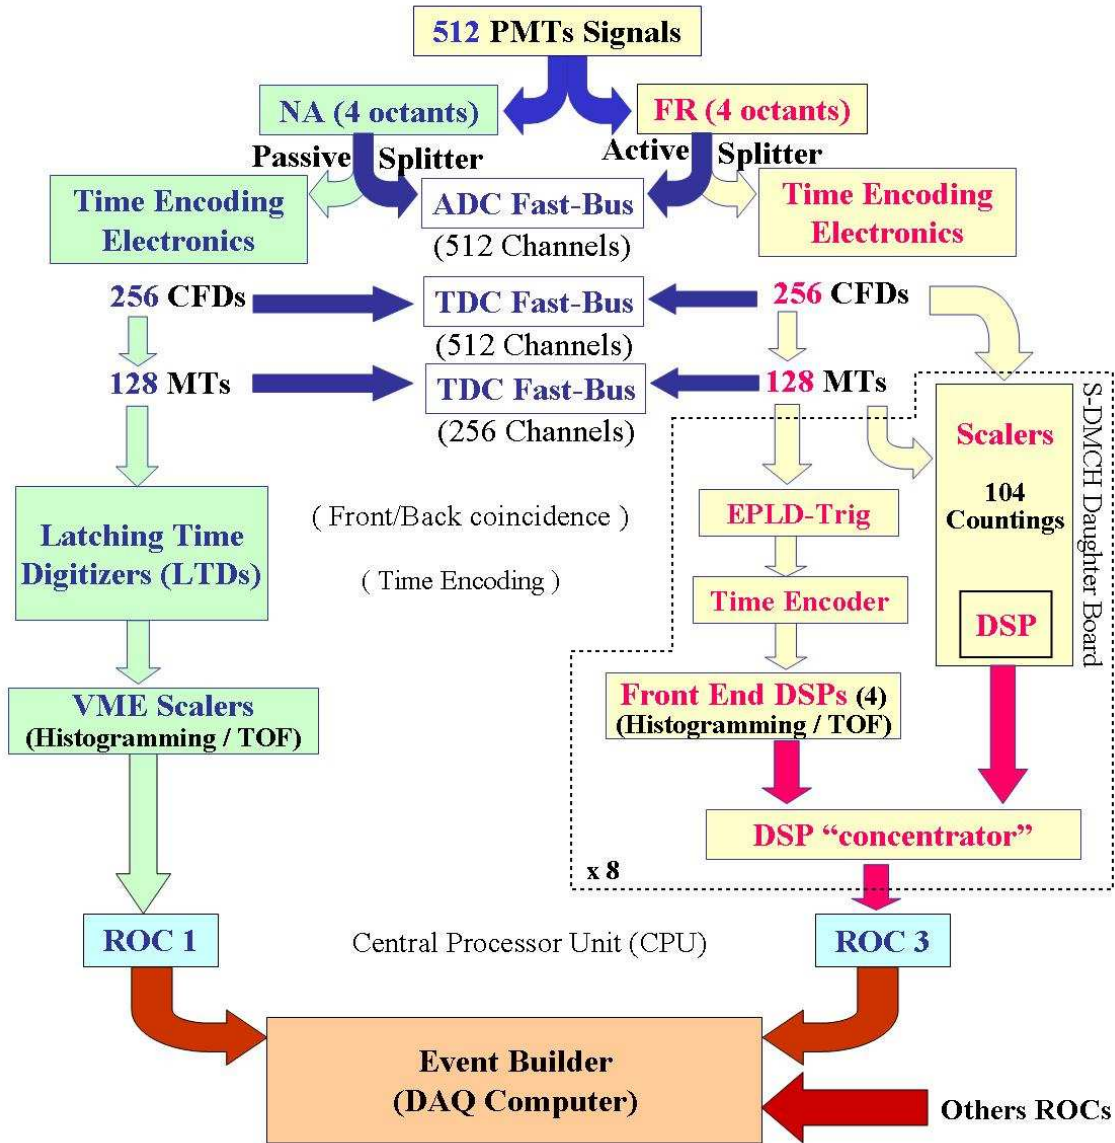 512 PMTs Signals
NA (4 octants)
FR (4 octants)
Passive Splitter
Active Splitter
Time Encoding
Electronics
ADC Fast-Bus
(512 Channels)
Time Encoding
Electronics
256 CFDs
TDC Fast-Bus
(512 Channels)
256 CFDs
128 MTs
TDC Fast-Bus
(256 Channels)
128 MTs
S-DMCH Daughter Board
Scalers
104
Countings
DSP
Latching Time
Digitizers (LTDs)
( Front/Back coincidence )
( Time Encoding )
EPLD-Trig
Time Encoder
VME Scalers
(Histogramming / TOF)
Front End DSPs (4)
(Histogramming / TOF)
DSP “concentrator”
x 8
ROC 1
Central Processor Unit (CPU)
ROC 3
Event Builder
(DAQ Computer)
Others ROCs